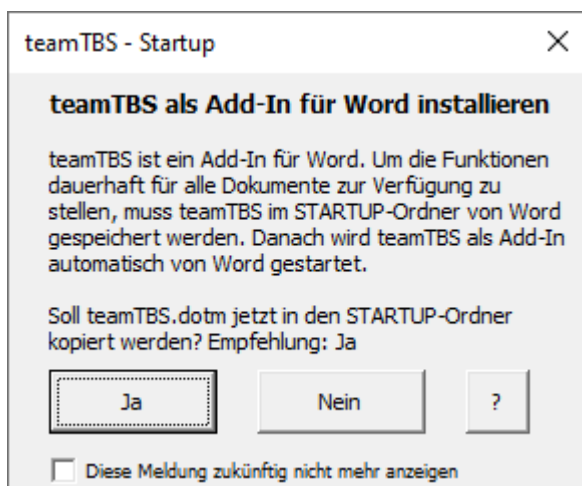 teamTBS - Startup
teamTBS als Add-In für Word installieren
teamTBS ist ein Add-In für Word. Um die Funktionen
dauerhaft für alle Dokumente zur Verfügung zu
stellen, muss teamTBS im STARTUP-Ordner von Word
gespeichert werden. Danach wird teamTBS als Add-In
automatisch von Word gestartet.
Soll teamTBS.dotm jetzt in den STARTUP-Ordner
kopiert werden? Empfehlung: Ja
Ja Nein ?
Diese Meldung zukünftig nicht mehr anzeigen